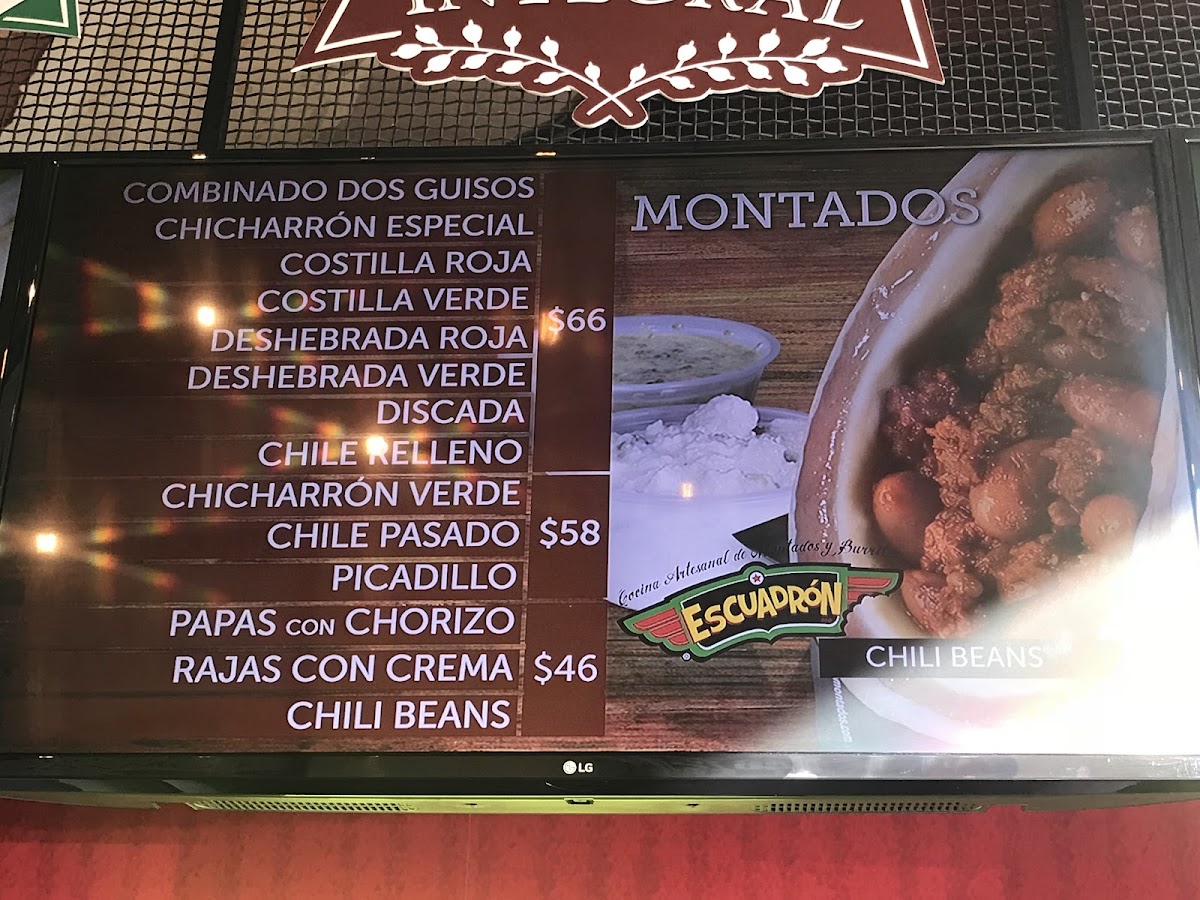 INTEGRAL
COMBINADO DOS GUISOS
CHICHARRÓN ESPECIAL
COSTILLA ROJA
COSTILLA VERDE
DESHEBRADA ROJA
DESHEBRADA VERDE
DISCADA
CHILE RELLENO
$66
CHICHARRÓN VERDE
CHILE PASADO
PICADILLO
$58
PAPAS CON CHORIZO
RAJAS CON CREMA
CHILI BEANS
$46
MONTADOS
Cocina Artesanal de Montados y
ESCUADRÓN
®
CHILI BEANS
LG